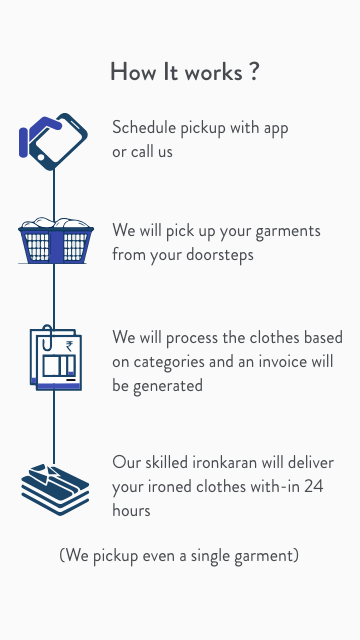 How It works ?
Schedule pickup with app
or call us
We will pick up your garments
from your doorsteps
₹
We will process the clothes based
on categories and an invoice will
be generated
Our skilled ironkaran will deliver
your ironed clothes with-in 24
hours
(We pickup even a single garment)